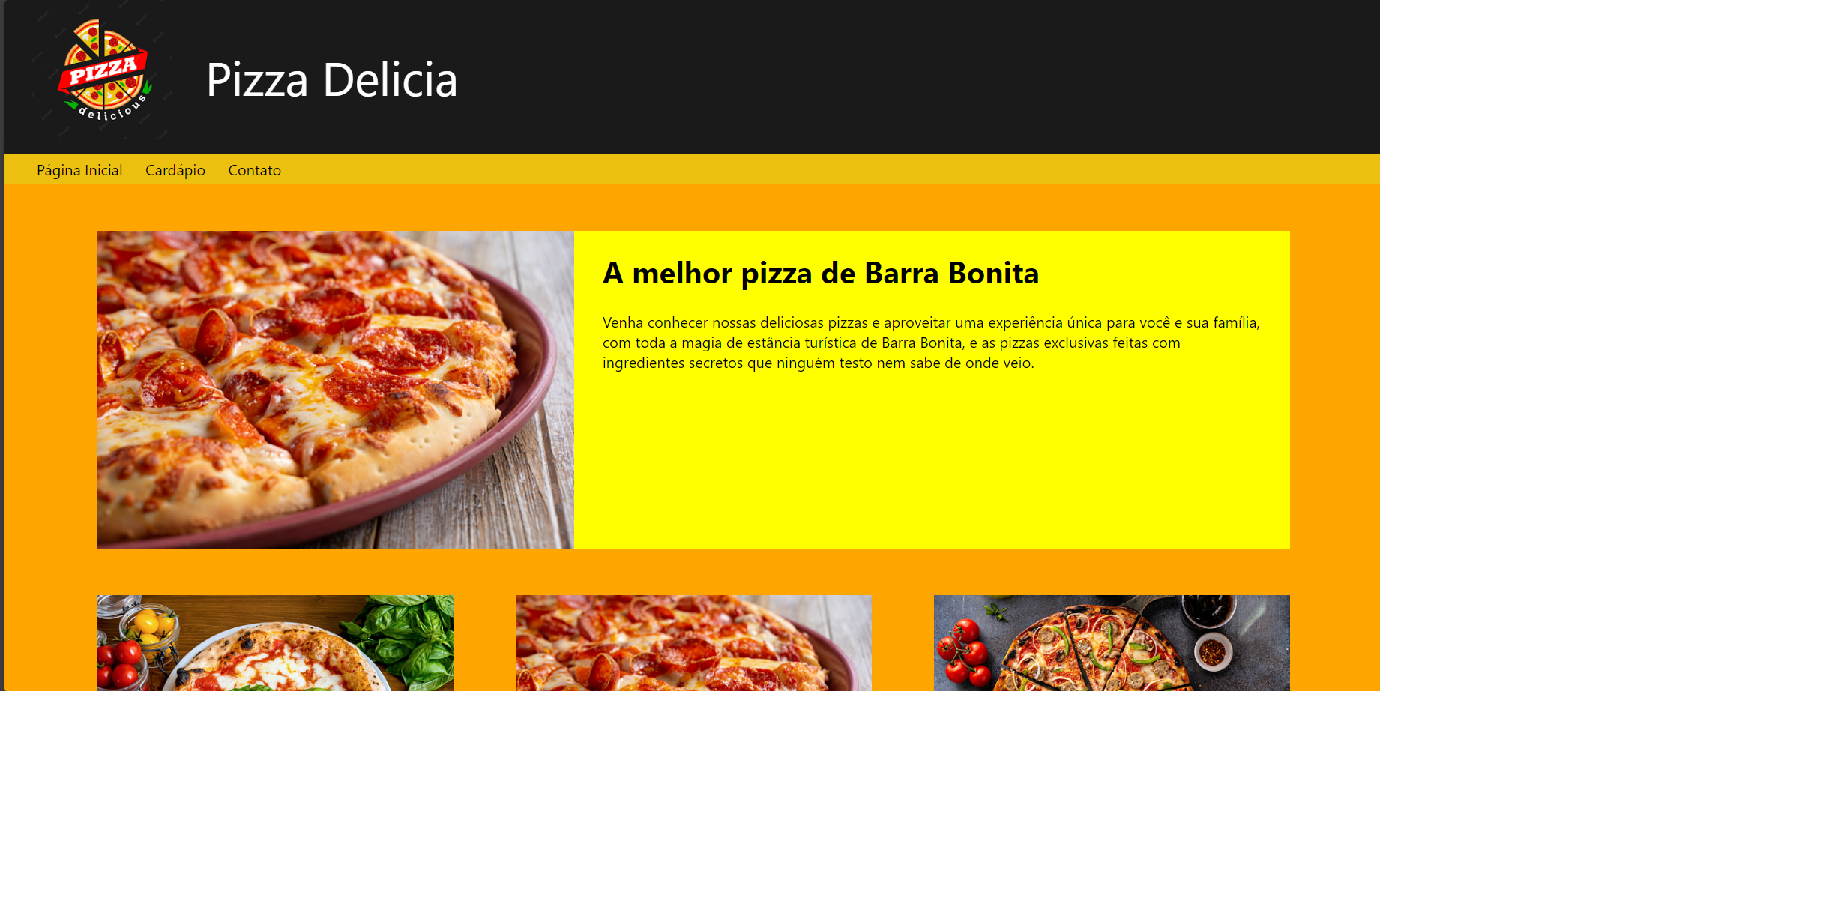 PIZZA
delicious
Pizza Delicia
Página Inicial Cardápio Contato
A melhor pizza de Barra Bonita
Venha conhecer nossas deliciosas pizzas e aproveitar uma experiência única para você e sua família,
com toda a magia de estância turística de Barra Bonita, e as pizzas exclusivas feitas com
ingredientes secretos que ninguém testo nem sabe de onde veio.